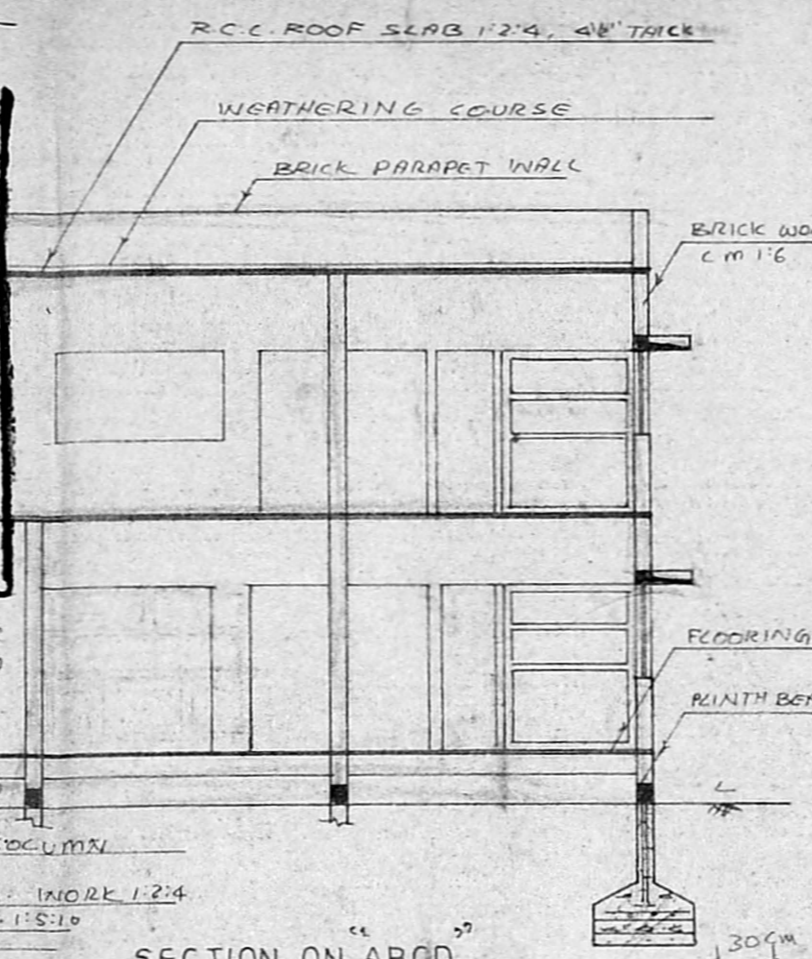 R.C.C. ROOF SLAB 1:2:4, 4½" THICK
WEATHERING COURSE
BRICK PARAPET WALL
BRICK WO
C M 1:6
FLOORING
PLINTH BE
L
COLUMN
WORK 1:2:4
1:5:10
SECTION ON "ABCD"
30cm